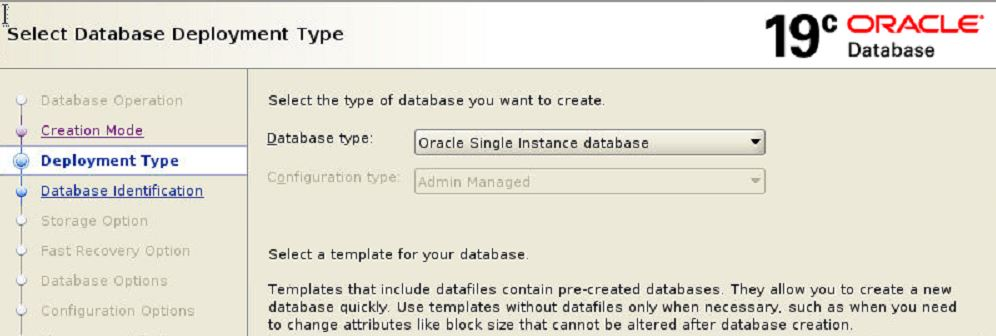 Select Database Deployment Type
19c ORACLE
Database
Database Operation
Creation Mode
Deployment Type
Database Identification
Storage Option
Fast Recovery Option
Database Options
Configuration Options
Select the type of database you want to create.
Database type: Oracle Single Instance database
Configuration type: Admin Managed
Select a template for your database.
Templates that include datafiles contain pre-created databases. They allow you to create a new
database quickly. Use templates without datafiles only when necessary, such as when you need
to change attributes like block size that cannot be altered after database creation.